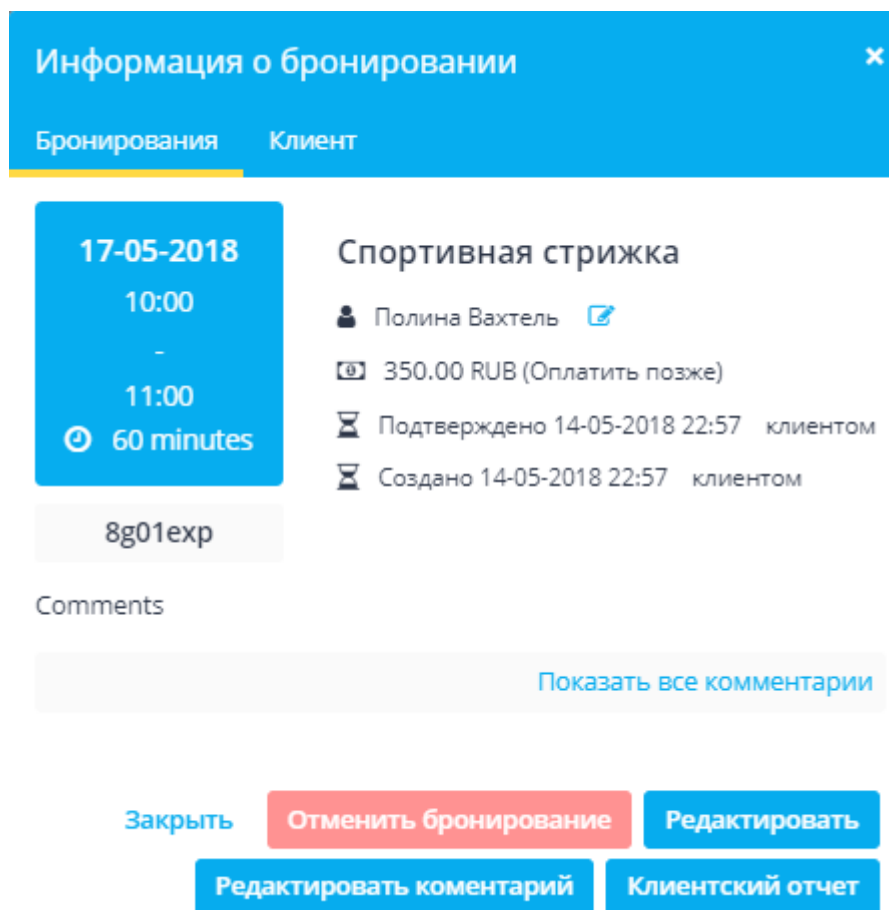 Информация о бронировании ×
Бронирования Клиент
17-05-2018
10:00
-
11:00
60 minutes
8g01exp
Спортивная стрижка
Полина Вахтель
350.00 RUB (Оплатить позже)
Подтверждено 14-05-2018 22:57 клиентом
Создано 14-05-2018 22:57 клиентом
Comments
Показать все комментарии
Закрыть Отменить бронирование Редактировать
Редактировать коментарий Клиентский отчет